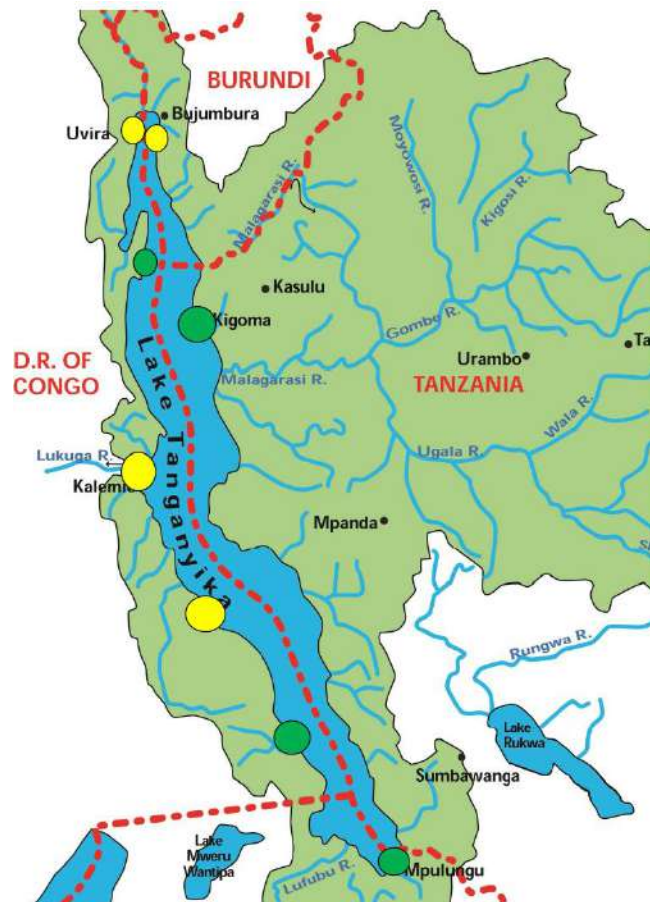 BURUNDI
Bujumbura
Uvira
Malagarasi R.
Moyowosi R.
Kigosi R.
Kasulu
Kigoma
Gombe R.
D.R. OF
CONGO
Lake Tanganyika
Malagarasi R.
Urambo
Ta
TANZANIA
Wala R.
Ugala R.
Lukuga R.
Mpanda
Rungwa R.
Lake
Rukwa
Sumbawanga
Lake
Mweru
Wantipa
Lufubu R.
Mpulungu